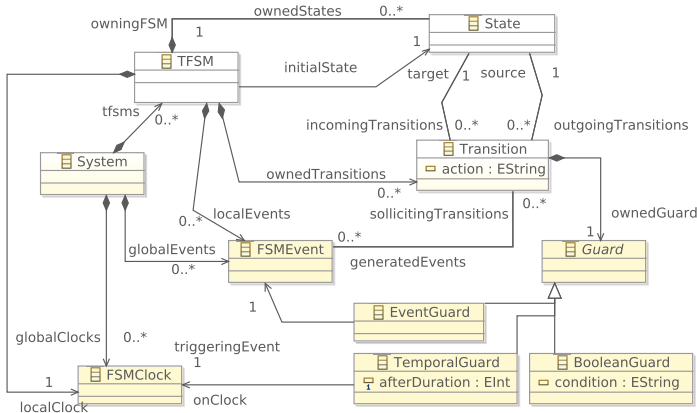 ownedStates
0..*
owningFSM
1
State
1
TFSM
initialState
target
1
source
1
tfsms
0..*
incomingTransitions
0..*
0..*
outgoingTransitions
Transition
action : EString
System
ownedTransitions
0..*
0..*
localEvents
sollicitingTransitions
0..*
ownedGuard
0..*
1
globalEvents
0..*
FSMEvent
generatedEvents
Guard
1
EventGuard
globalClocks
0..*
triggeringEvent
1
TemporalGuard
1
afterDuration : EInt
BooleanGuard
condition : EString
FSMClock
1
localClock
onClock